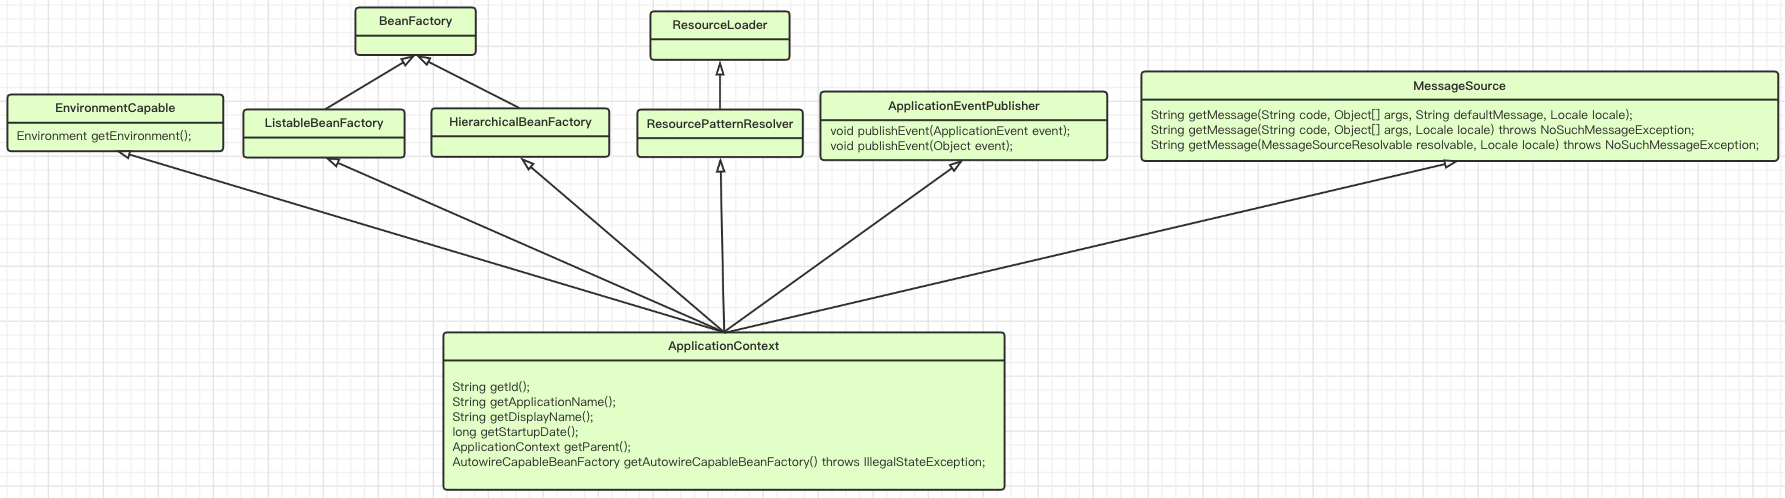 BeanFactory
ResourceLoader
EnvironmentCapable
Environment getEnvironment();
ListableBeanFactory
HierarchicalBeanFactory
ResourcePatternResolver
ApplicationEventPublisher
void publishEvent(ApplicationEvent event);
void publishEvent(Object event);
MessageSource
String getMessage(String code, Object[] args, String defaultMessage, Locale locale);
String getMessage(String code, Object[] args, Locale locale) throws NoSuchMessageException;
String getMessage(MessageSourceResolvable resolvable, Locale locale) throws NoSuchMessageException;
ApplicationContext
String getId();
String getApplicationName();
String getDisplayName();
long getStartupDate();
ApplicationContext getParent();
AutowireCapableBeanFactory getAutowireCapableBeanFactory() throws IllegalStateException;